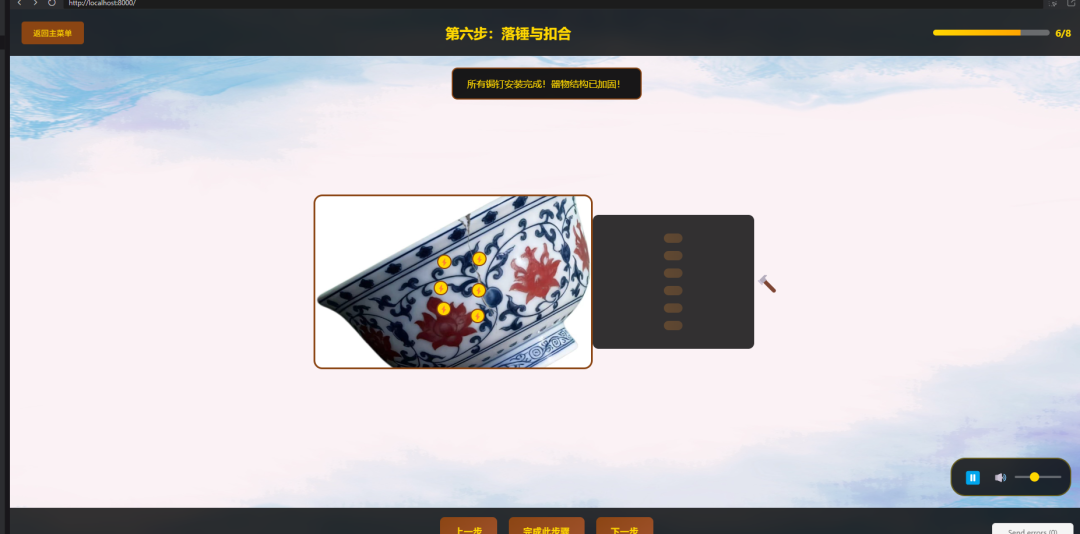 http://localhost:8000/
返回主菜单
第六步：落锤与扣合
6/8
所有锔钉安装完成！器物结构已加固！
上一步
完成此步骤
下一步
Send errors (0)